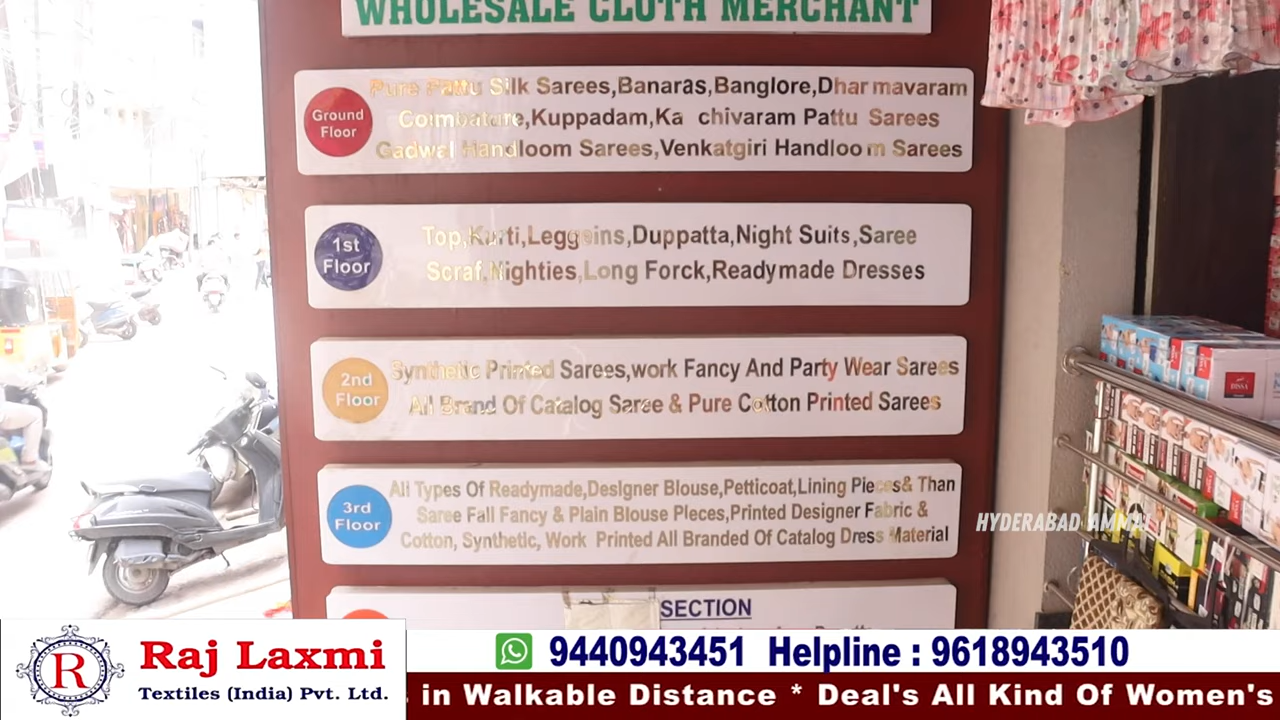 WHOLESALE CLOTH MERCHANT
Ground
Floor
Pure Pattu Silk Sarees,Banaras,Banglore,Dharmavaram
Coimbature,Kuppadam,Ka chivaram Pattu Sarees
Gadwal Handloom Sarees,Venkatgiri Handloom Sarees
1st
Floor
Top,Kurti,Leggeins,Duppatta,Night Suits,Saree
Scraf,Nighties,Long Forck,Readymade Dresses
2nd
Floor
Synthetic Printed Sarees,work Fancy And Party Wear Sarees
All Brand Of Catalog Saree & Pure Cotton Printed Sarees
3rd
Floor
All Types Of Readymade,Designer Blouse,Petticoat,Lining Pieces& Than
Saree Fall Fancy & Plain Blouse Pieces,Printed Designer Fabric &
Cotton, Synthetic, Work Printed All Branded Of Catalog Dress Material
HYDERABAD AMMAI
SECTION
R
Raj Laxmi
Textiles (India) Pvt. Ltd.
9440943451 Helpline : 9618943510
in Walkable Distance * Deal's All Kind Of Women's